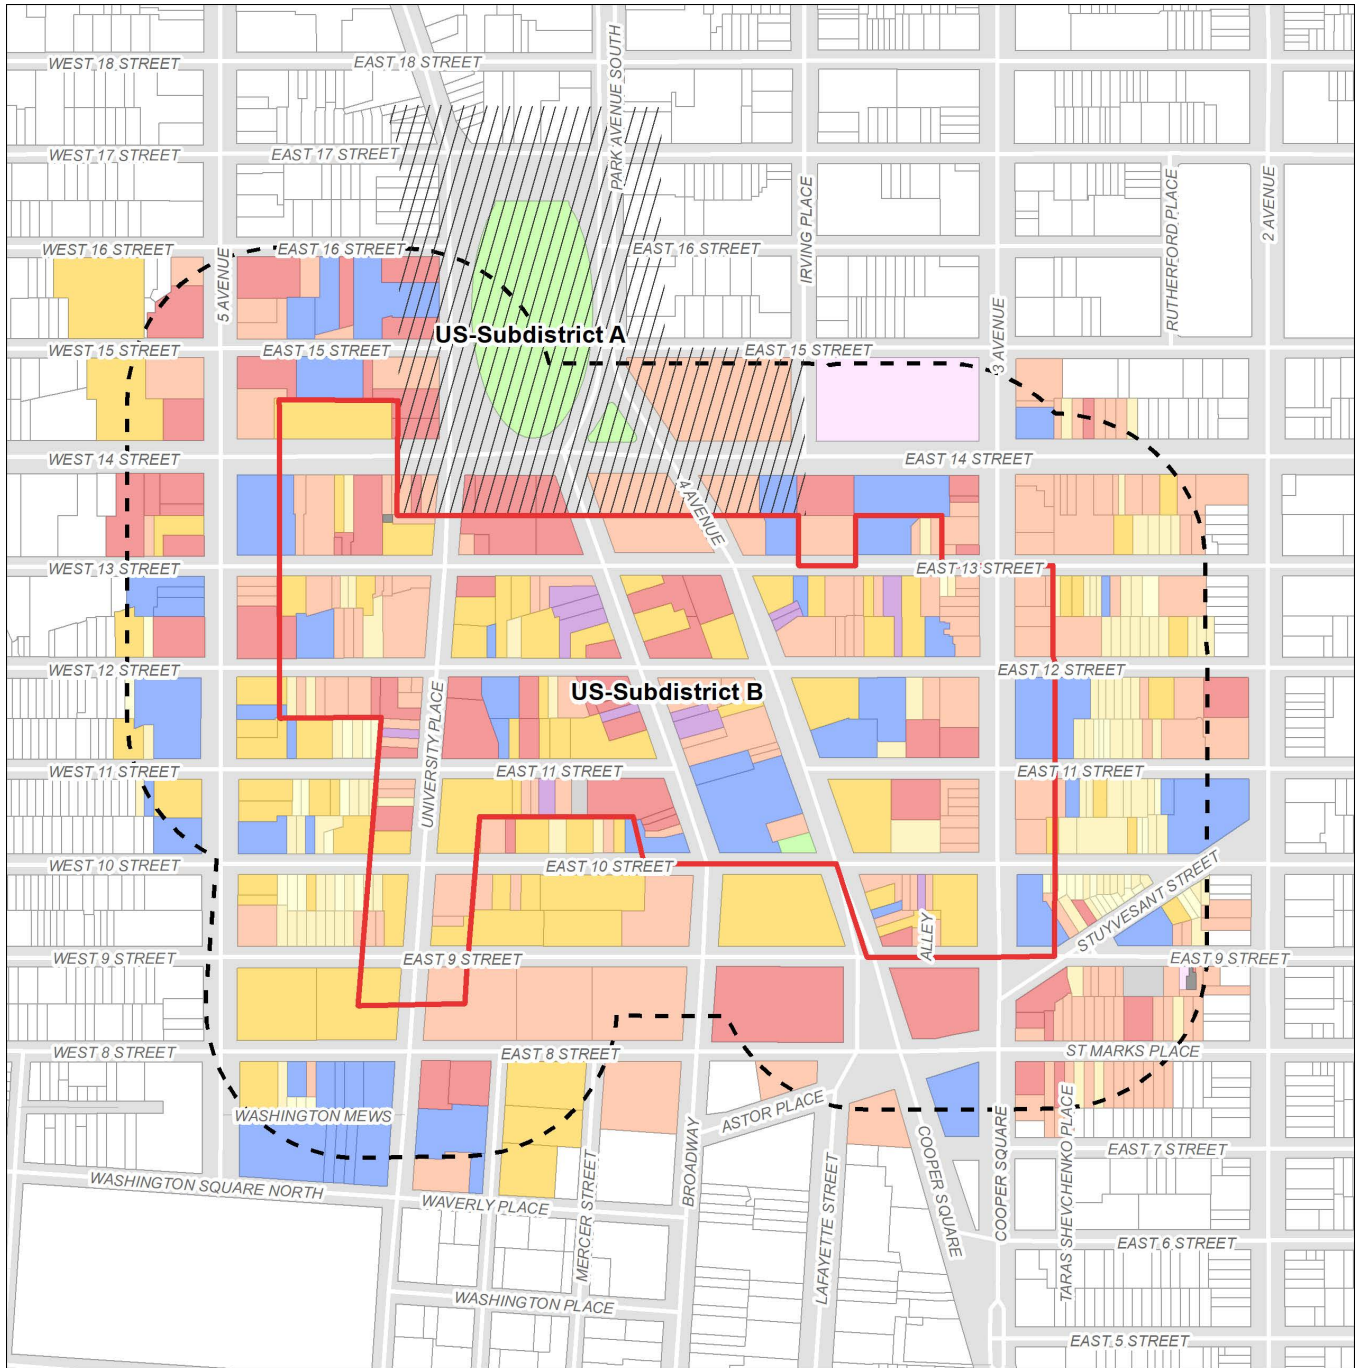 WEST 18 STREET
EAST 18 STREET
PARK AVENUE SOUTH
WEST 17 STREET
EAST 17 STREET
IRVING PLACE
RUTHERFORD PLACE
2 AVENUE
WEST 16 STREET
5 AVENUE
EAST 16 STREET
EAST 16 STREET
3 AVENUE
US-Subdistrict A
WEST 15 STREET
EAST 15 STREET
EAST 15 STREET
WEST 14 STREET
4 AVENUE
EAST 14 STREET
WEST 13 STREET
EAST 13 STREET
WEST 12 STREET
UNIVERSITY PLACE
US-Subdistrict B
EAST 12 STREET
WEST 11 STREET
EAST 11 STREET
EAST 11 STREET
WEST 10 STREET
EAST 10 STREET
ALLEY
STUYVESANT STREET
WEST 9 STREET
EAST 9 STREET
EAST 9 STREET
WEST 8 STREET
EAST 8 STREET
ST MARKS PLACE
WASHINGTON MEWS
ASTOR PLACE
BROADWAY
COOPER SQUARE
COOPER SQUARE
TARAS SHEVCHENKO PLACE
EAST 7 STREET
WASHINGTON SQUARE NORTH
WAVERLY PLACE
MERCER STREET
LAFAYETTE STREET
EAST 6 STREET
WASHINGTON PLACE
EAST 5 STREET